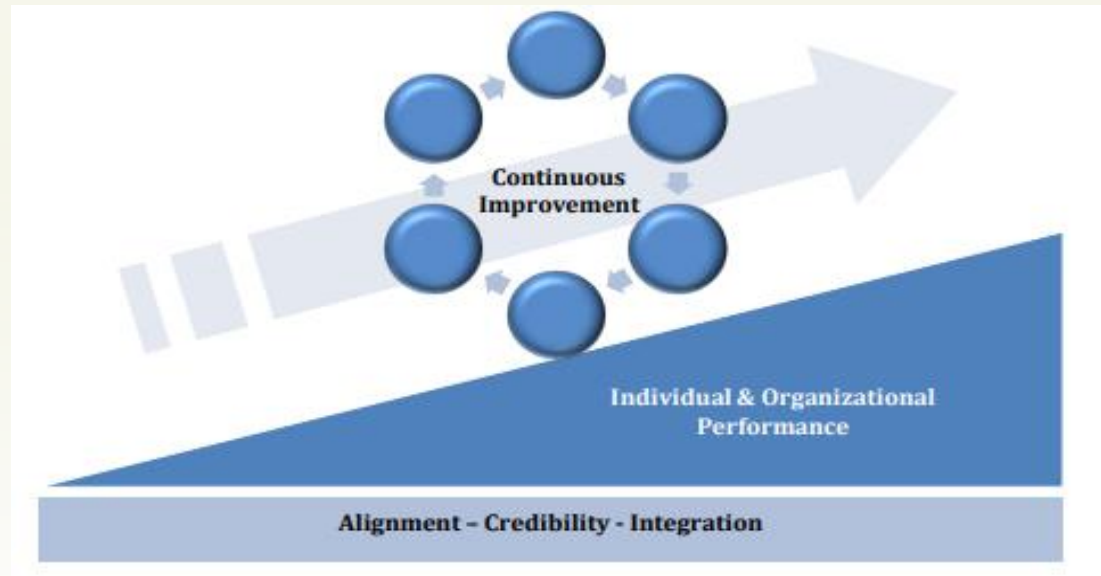 Continuous
Improvement
Individual & Organizational
Performance
Alignment – Credibility - Integration